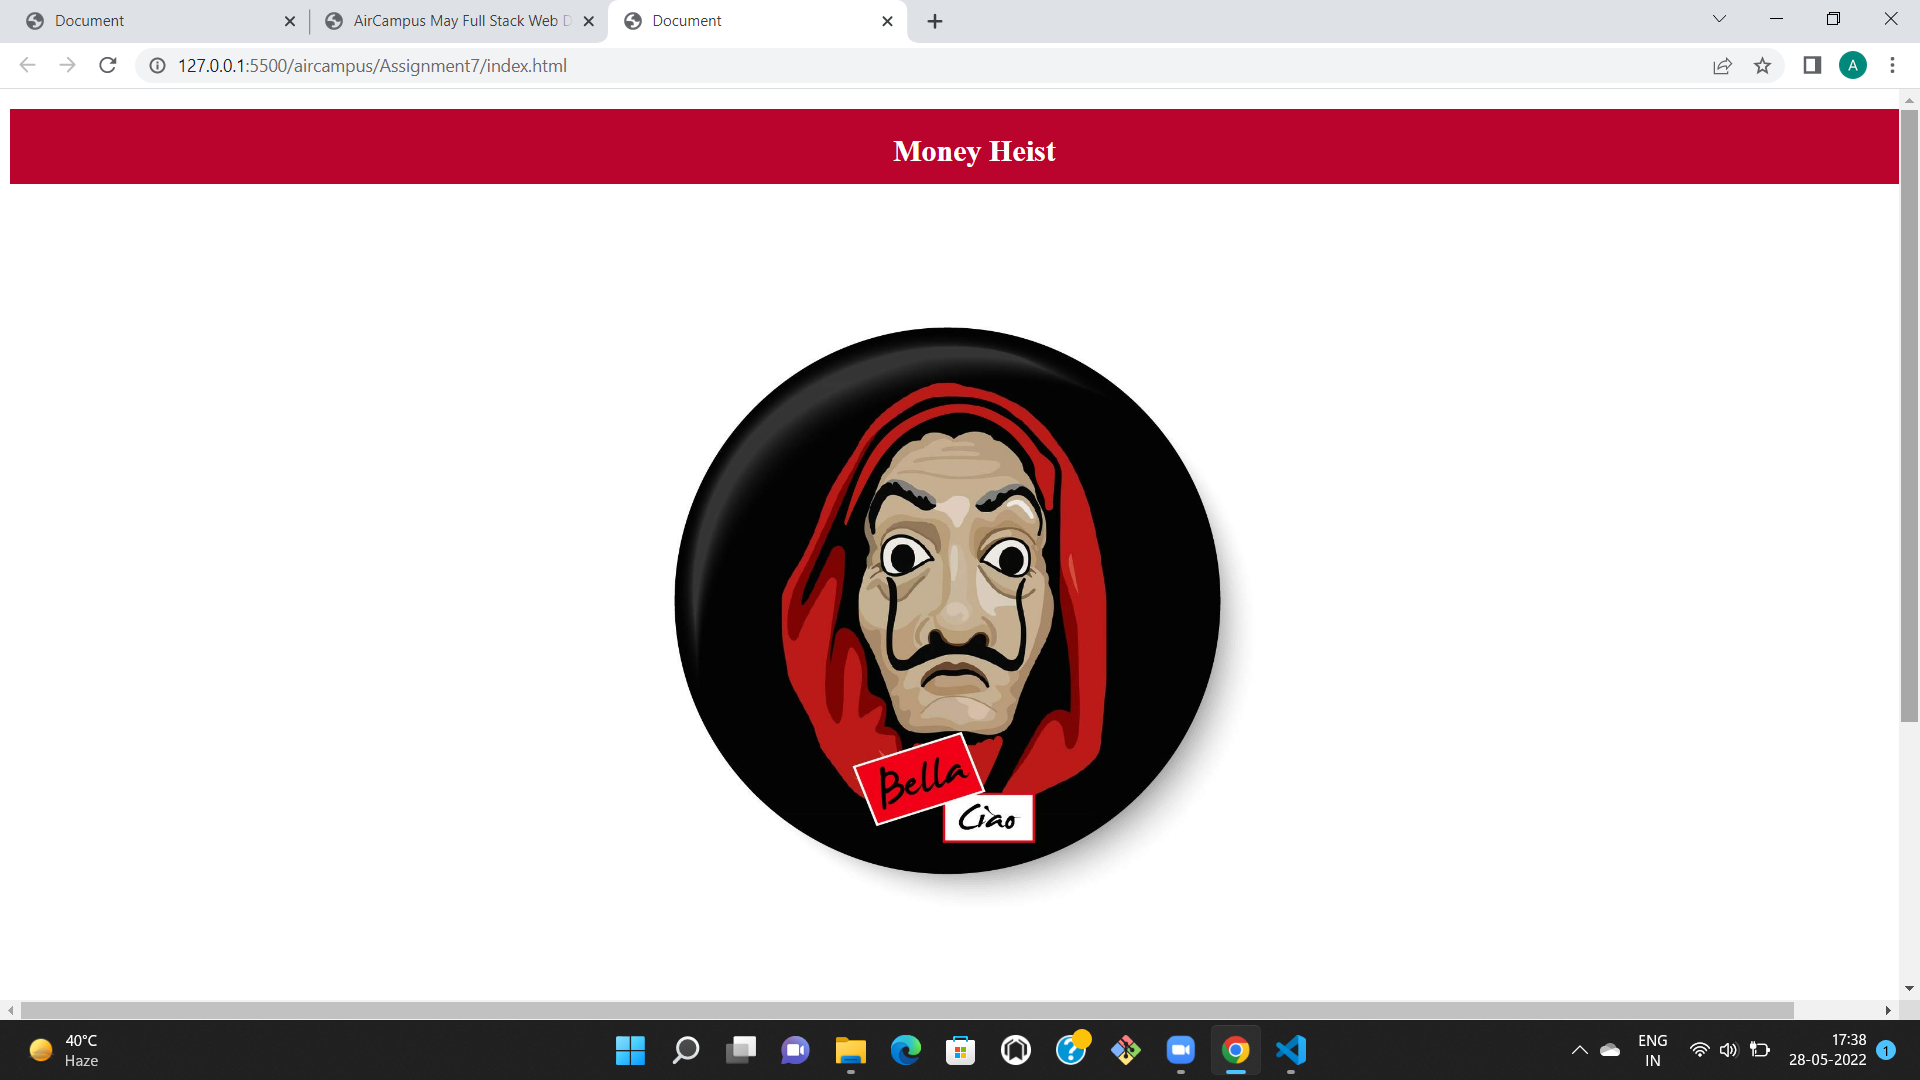 Document
AirCampus May Full Stack Web D
Document
127.0.0.1:5500/aircampus/Assignment7/index.html
A
Money Heist
Bella
Ciao
40°C
Haze
ENG
IN
17:38
28-05-2022
1